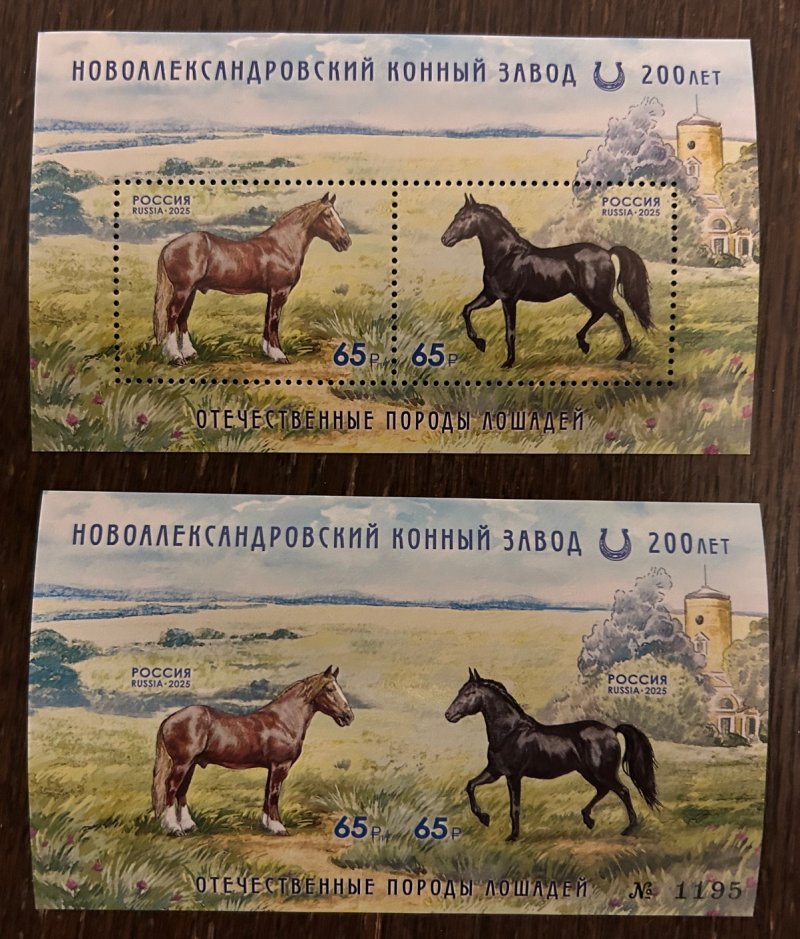 НОВОАЛЕКСАНДРОВСКИЙ КОННЫЙ ЗАВОД 200 ЛЕТ
РОССИЯ РОССИЯ
RUSSIA · 2025 RUSSIA · 2025
65 Р 65 Р
ОТЕЧЕСТВЕННЫЕ ПОРОДЫ ЛОШАДЕЙ
НОВОАЛЕКСАНДРОВСКИЙ КОННЫЙ ЗАВОД 200 ЛЕТ
РОССИЯ РОССИЯ
RUSSIA · 2025 RUSSIA · 2025
65 Р 65 Р
ОТЕЧЕСТВЕННЫЕ ПОРОДЫ ЛОШАДЕЙ № 1195